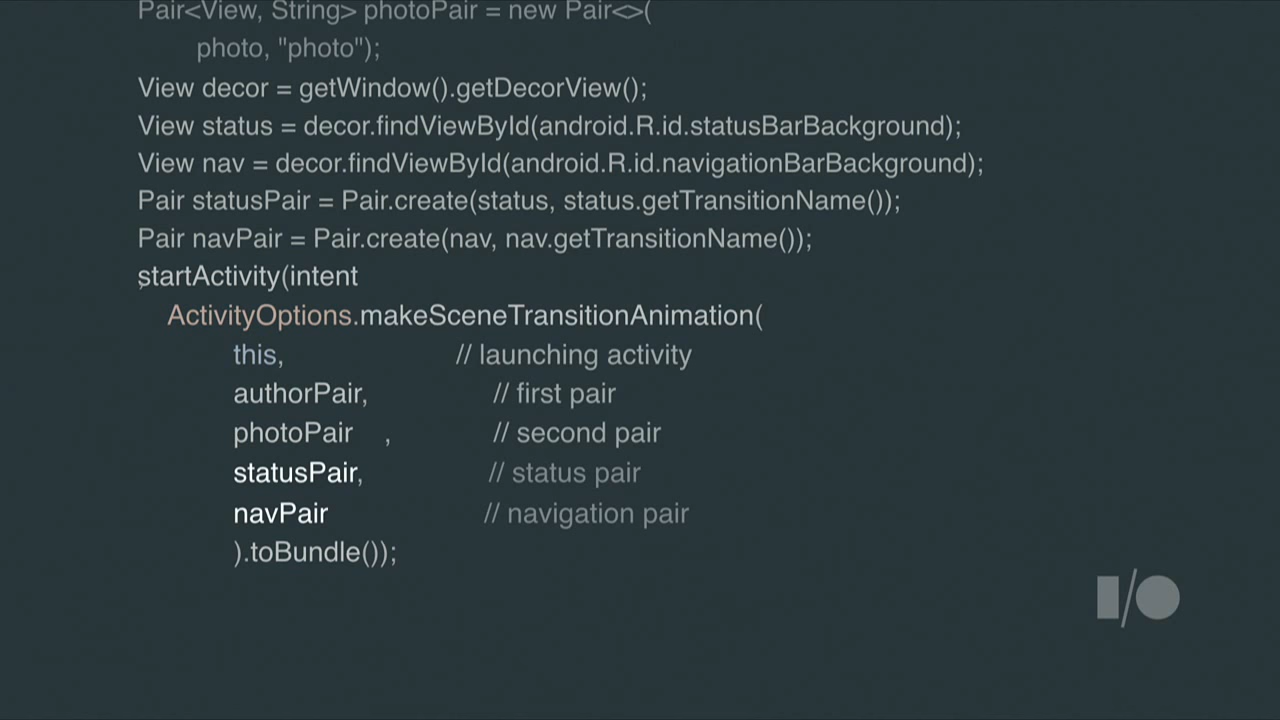 Pair<View, String> photoPair = new Pair<>(
photo, "photo");
View decor = getWindow().getDecorView();
View status = decor.findViewById(android.R.id.statusBarBackground);
View nav = decor.findViewById(android.R.id.navigationBarBackground);
Pair statusPair = Pair.create(status, status.getTransitionName());
Pair navPair = Pair.create(nav, nav.getTransitionName());
startActivity(intent
ActivityOptions.makeSceneTransitionAnimation(
this, // launching activity
authorPair, // first pair
photoPair , // second pair
statusPair, // status pair
navPair // navigation pair
).toBundle());
I/O